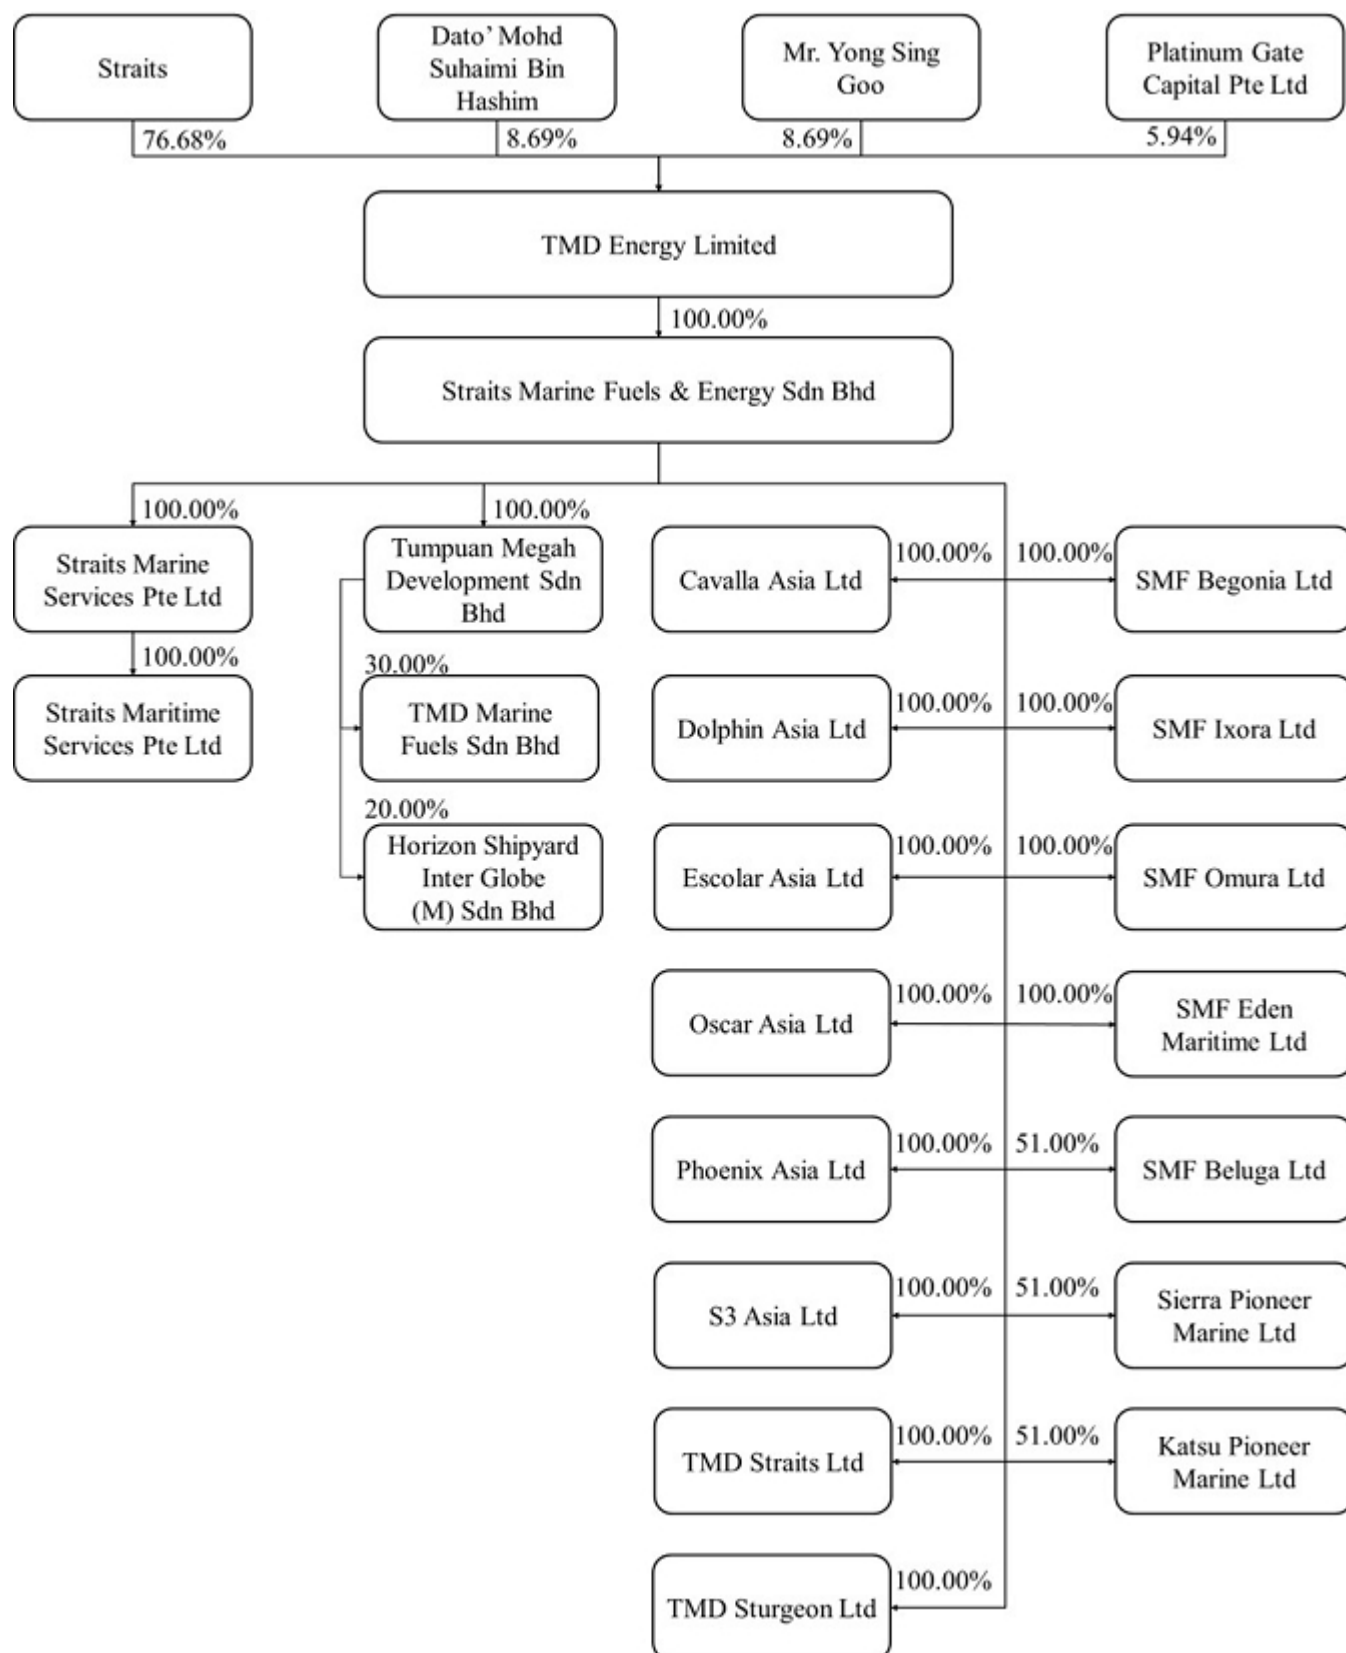 Straits
Dato’ Mohd
Suhaimi Bin
Hashim
Mr. Yong Sing
Goo
Platinum Gate
Capital Pte Ltd
76.68%
8.69%
8.69%
5.94%
TMD Energy Limited
100.00%
Straits Marine Fuels & Energy Sdn Bhd
100.00%
100.00%
Straits Marine
Services Pte Ltd
Tumpuan Megah
Development Sdn
Bhd
100.00%
Straits Maritime
Services Pte Ltd
30.00%
TMD Marine
Fuels Sdn Bhd
20.00%
Horizon Shipyard
Inter Globe
(M) Sdn Bhd
Cavalla Asia Ltd
100.00%
100.00%
SMF Begonia Ltd
Dolphin Asia Ltd
100.00%
100.00%
SMF Ixora Ltd
Escolar Asia Ltd
100.00%
100.00%
SMF Omura Ltd
Oscar Asia Ltd
100.00%
100.00%
SMF Eden
Maritime Ltd
Phoenix Asia Ltd
100.00%
51.00%
SMF Beluga Ltd
S3 Asia Ltd
100.00%
51.00%
Sierra Pioneer
Marine Ltd
TMD Straits Ltd
100.00%
51.00%
Katsu Pioneer
Marine Ltd
100.00%
TMD Sturgeon Ltd